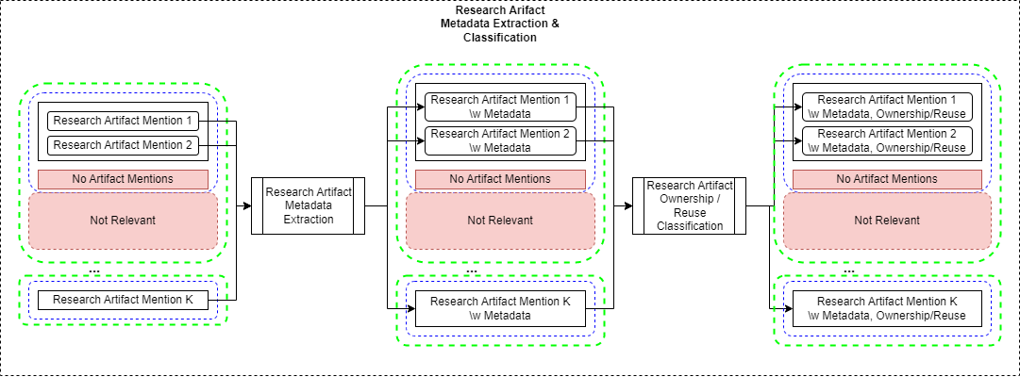 Research Arifact
Metadata Extraction &
Classification
Research Artifact Mention 1
Research Artifact Mention 2
No Artifact Mentions
Not Relevant
...
Research Artifact Mention K
Research Artifact
Metadata
Extraction
Research Artifact Mention 1
\w Metadata
Research Artifact Mention 2
\w Metadata
No Artifact Mentions
Not Relevant
...
Research Artifact Mention K
\w Metadata
Research Artifact
Ownership /
Reuse
Classification
Research Artifact Mention 1
\w Metadata, Ownership/Reuse
Research Artifact Mention 2
\w Metadata, Ownership/Reuse
No Artifact Mentions
Not Relevant
...
Research Artifact Mention K
\w Metadata, Ownership/Reuse